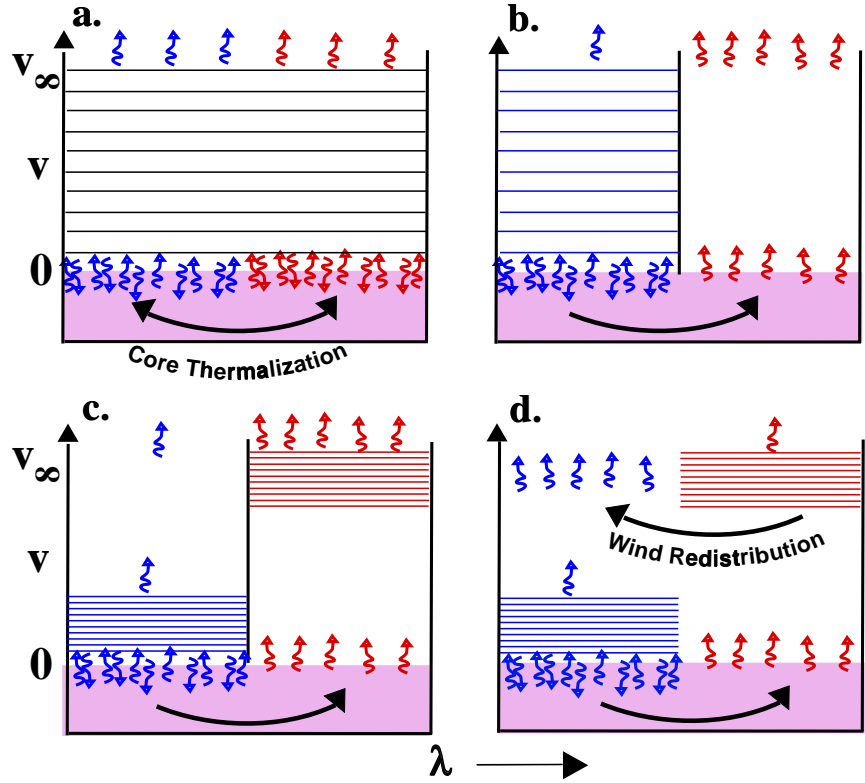 a.
b.
v∞
v
0
Core Thermalization
c.
d.
v∞
v
0
Wind Redistribution
λ